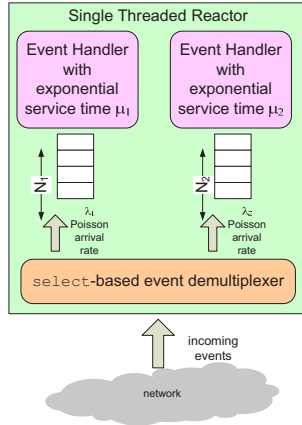 Single Threaded Reactor
Event Handler
with
exponential
service time μ1
Event Handler
with
exponential
service time μ2
N1
N2
λ1
Poisson
arrival
rate
λ2
Poisson
arrival
rate
select-based event demultiplexer
incoming
events
network